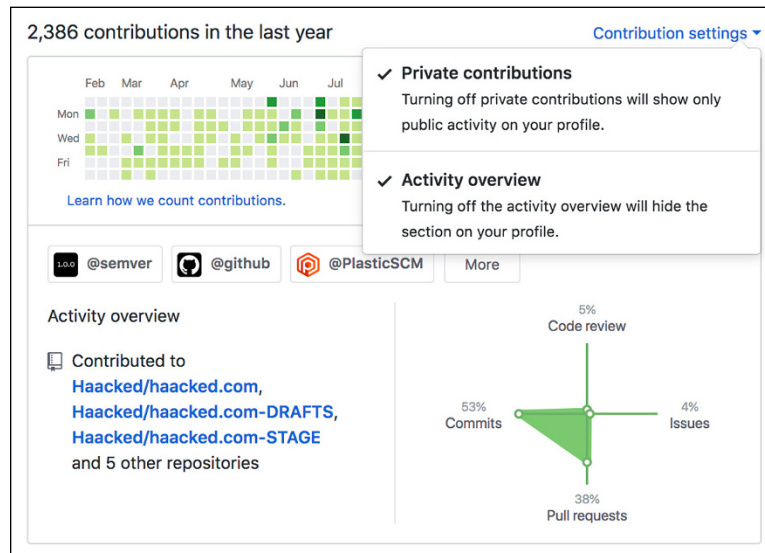 2,386 contributions in the last year
Contribution settings
Private contributions
Turning off private contributions will show only
public activity on your profile.
Activity overview
Turning off the activity overview will hide the
section on your profile.
Feb Mar Apr May Jun Jul
Mon
Wed
Fri
Learn how we count contributions.
1.0.0 @semver @github @PlasticSCM More
Activity overview
Contributed to
Haacked/haacked.com,
Haacked/haacked.com-DRAFTS,
Haacked/haacked.com-STAGE
and 5 other repositories
5%
Code review
53%
Commits
4%
Issues
38%
Pull requests